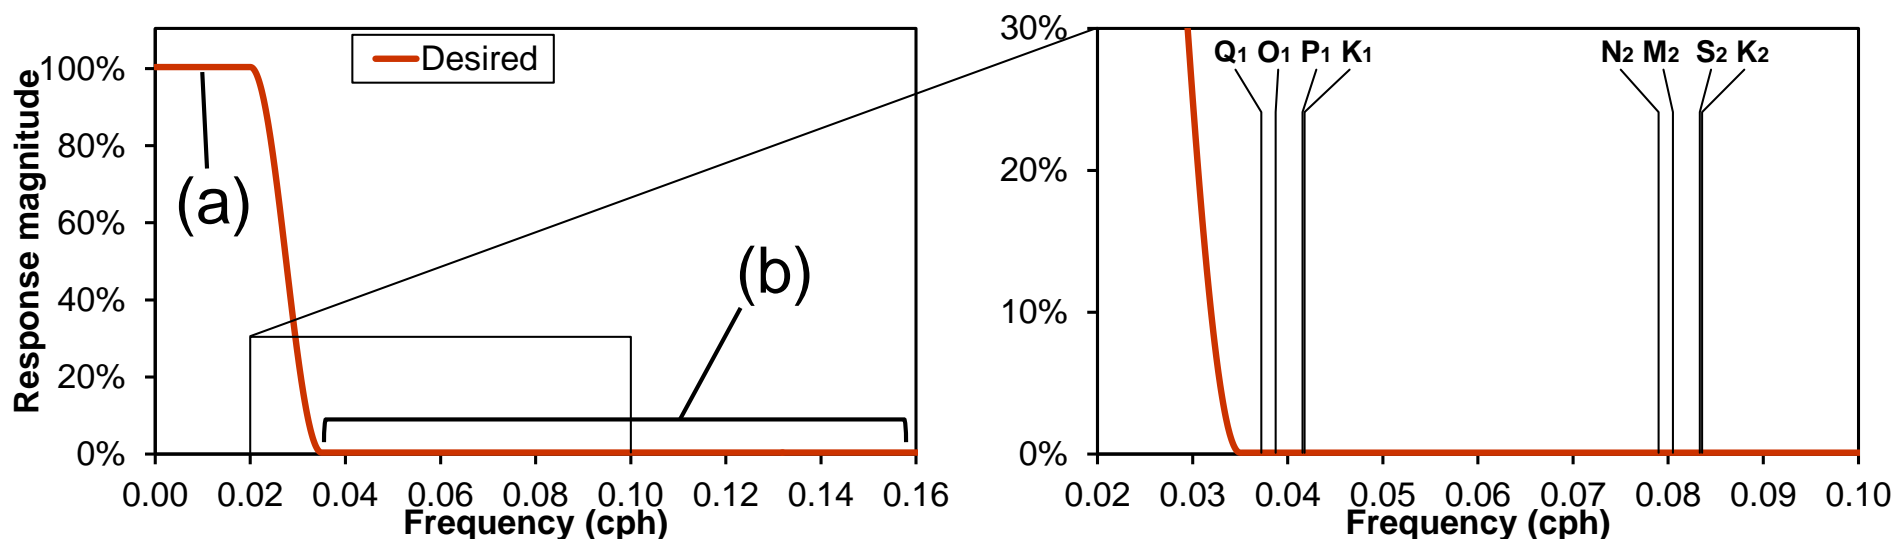 Response magnitude
100%
80%
60%
40%
20%
0%
Desired
(a)
(b)
0.00 0.02 0.04 0.06 0.08 0.10 0.12 0.14 0.16
Frequency (cph)
30%
20%
10%
0%
Q1 O1 P1 K1 N2 M2 S2 K2
0.02 0.03 0.04 0.05 0.06 0.07 0.08 0.09 0.10
Frequency (cph)